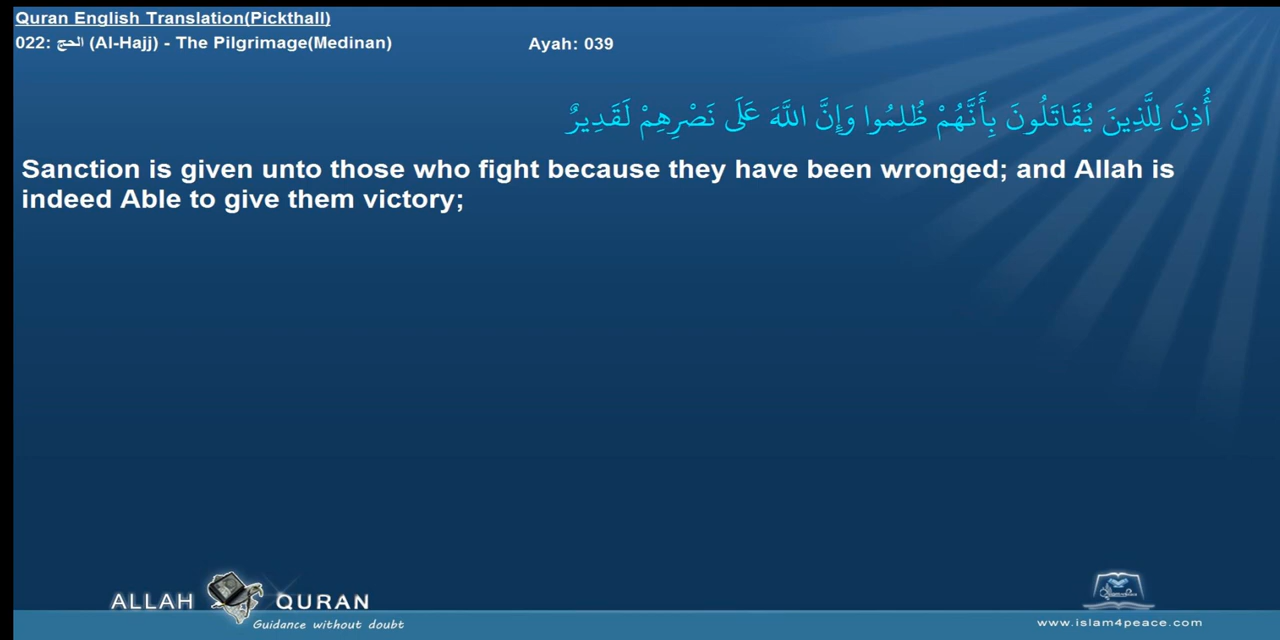 Quran English Translation(Pickthall)
022: الحج (Al-Hajj) - The Pilgrimage(Medinan) Ayah: 039
أُذِنَ لِلَّذِينَ يُقَاتَلُونَ بِأَنَّهُمْ ظُلِمُوا وَإِنَّ اللَّهَ عَلَى نَصْرِهِمْ لَقَدِيرٌ
Sanction is given unto those who fight because they have been wronged; and Allah is
indeed Able to give them victory;
ALLAH QURAN
Guidance without doubt
www.islam4peace.com